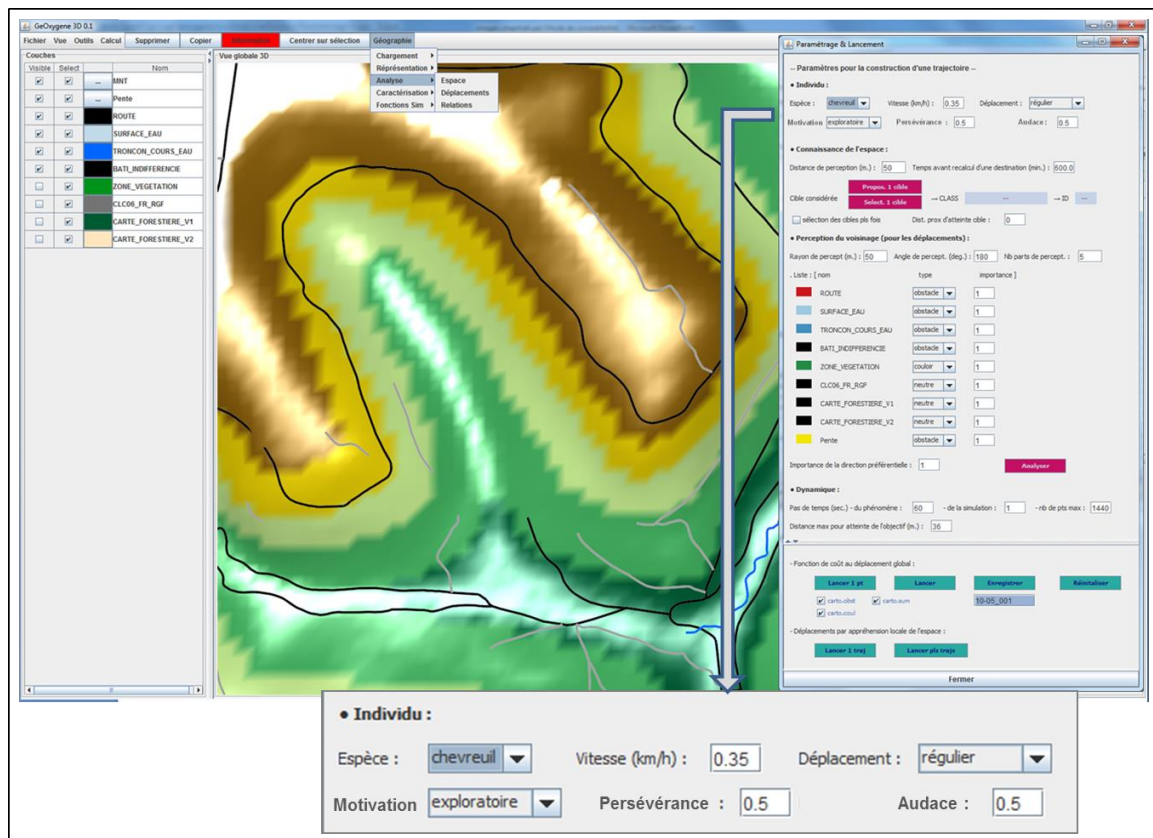 GeOxygene 3D 0.1
Fichier Vue Outils Calcul Supprimer Copier Information Centrer sur sélection Géographie
Couches
Visible Select Nom
... MNT
... Pente
ROUTE
SURFACE_EAU
TRONCON_COURS_EAU
BATI_INDIFFERENCIE
ZONE_VEGETATION
CLC06_FR_RGF
CARTE_FORESTIERE_V1
CARTE_FORESTIERE_V2
Vue globale 3D
Chargement
Réprésentation
Analyse
Caractérisation
Fonctions Sim
Espace
Déplacements
Relations
Paramétrage & Lancement
-- Paramètres pour la construction d'une trajectoire --
• Individu :
Espèce : chevreuil Vitesse (km/h) : 0.35 Déplacement : régulier
Motivation exploratoire Persévérance : 0.5 Audace : 0.5
• Connaissance de l'espace :
Distance de perception (m.) : 50 Temps avant recalcul d'une destination (min.) : 600.0
Propos. 1 cible
Cible considérée Select. 1 cible → CLASS -- → ID --
sélection des cibles pls fois Dist. prox d'atteinte cible : 0
• Perception du voisinage (pour les déplacements) :
Rayon de percept (m.) : 50 Angle de percept. (deg.) : 180 Nb parts de percept. : 5
. Liste : [ nom type importance ]
ROUTE obstacle 1
SURFACE_EAU obstacle 1
TRONCON_COURS_EAU obstacle 1
BATI_INDIFFERENCIE obstacle 1
ZONE_VEGETATION couloir 1
CLC06_FR_RGF neutre 1
CARTE_FORESTIERE_V1 neutre 1
CARTE_FORESTIERE_V2 neutre 1
Pente obstacle 1
Importance de la direction préférentielle : 1 Analyser
• Dynamique :
Pas de temps (sec.) - du phénomène : 60 - de la simulation : 1 - nb de pts max : 1440
Distance max pour atteinte de l'objectif (m.) : 36
- Fonction de coût au déplacement global :
Lancer 1 pt Lancer Enregistrer Réinitaliser
carto.obst carto.sum 10-05_001
carto.coul
- Déplacements par appréhension locale de l'espace :
Lancer 1 traj Lancer pls trajs
Fermer
• Individu :
Espèce : chevreuil Vitesse (km/h) : 0.35 Déplacement : régulier
Motivation exploratoire Persévérance : 0.5 Audace : 0.5